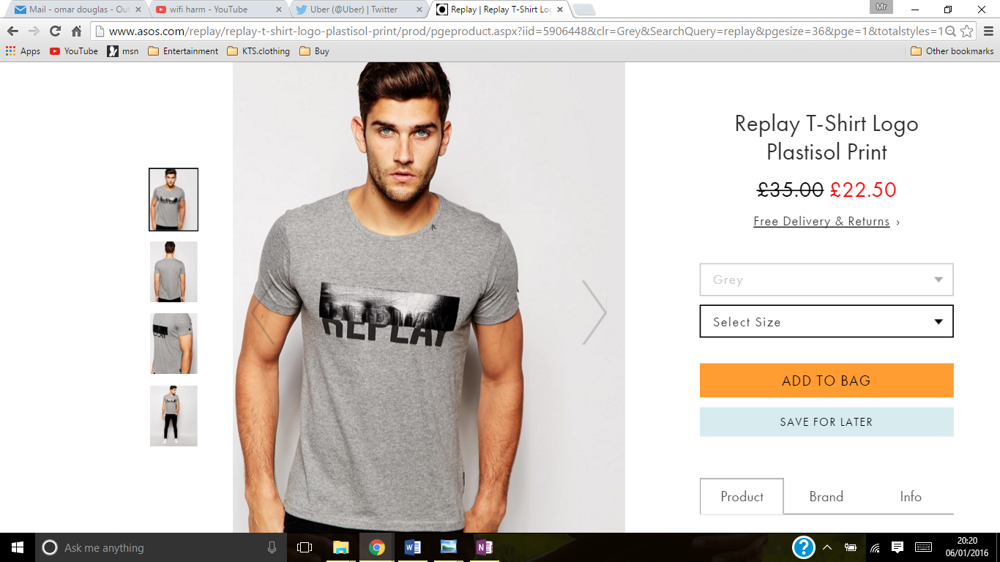 Mail - omar douglas - Out
wifi harm - YouTube
Uber (@Uber) | Twitter
Replay | Replay T-Shirt Lo
Mr
www.asos.com/replay/replay-t-shirt-logo-plastisol-print/prod/pgeproduct.aspx?iid=5906448&clr=Grey&SearchQuery=replay&pgesize=36&pge=1&totalstyles=1
Apps
YouTube
msn
Entertainment
KTS.clothing
Buy
Other bookmarks
REPLAY
Replay T-Shirt Logo
Plastisol Print
£35.00 £22.50
Free Delivery & Returns ›
Grey
Select Size
ADD TO BAG
SAVE FOR LATER
Product
Brand
Info
Ask me anything
20:20
06/01/2016